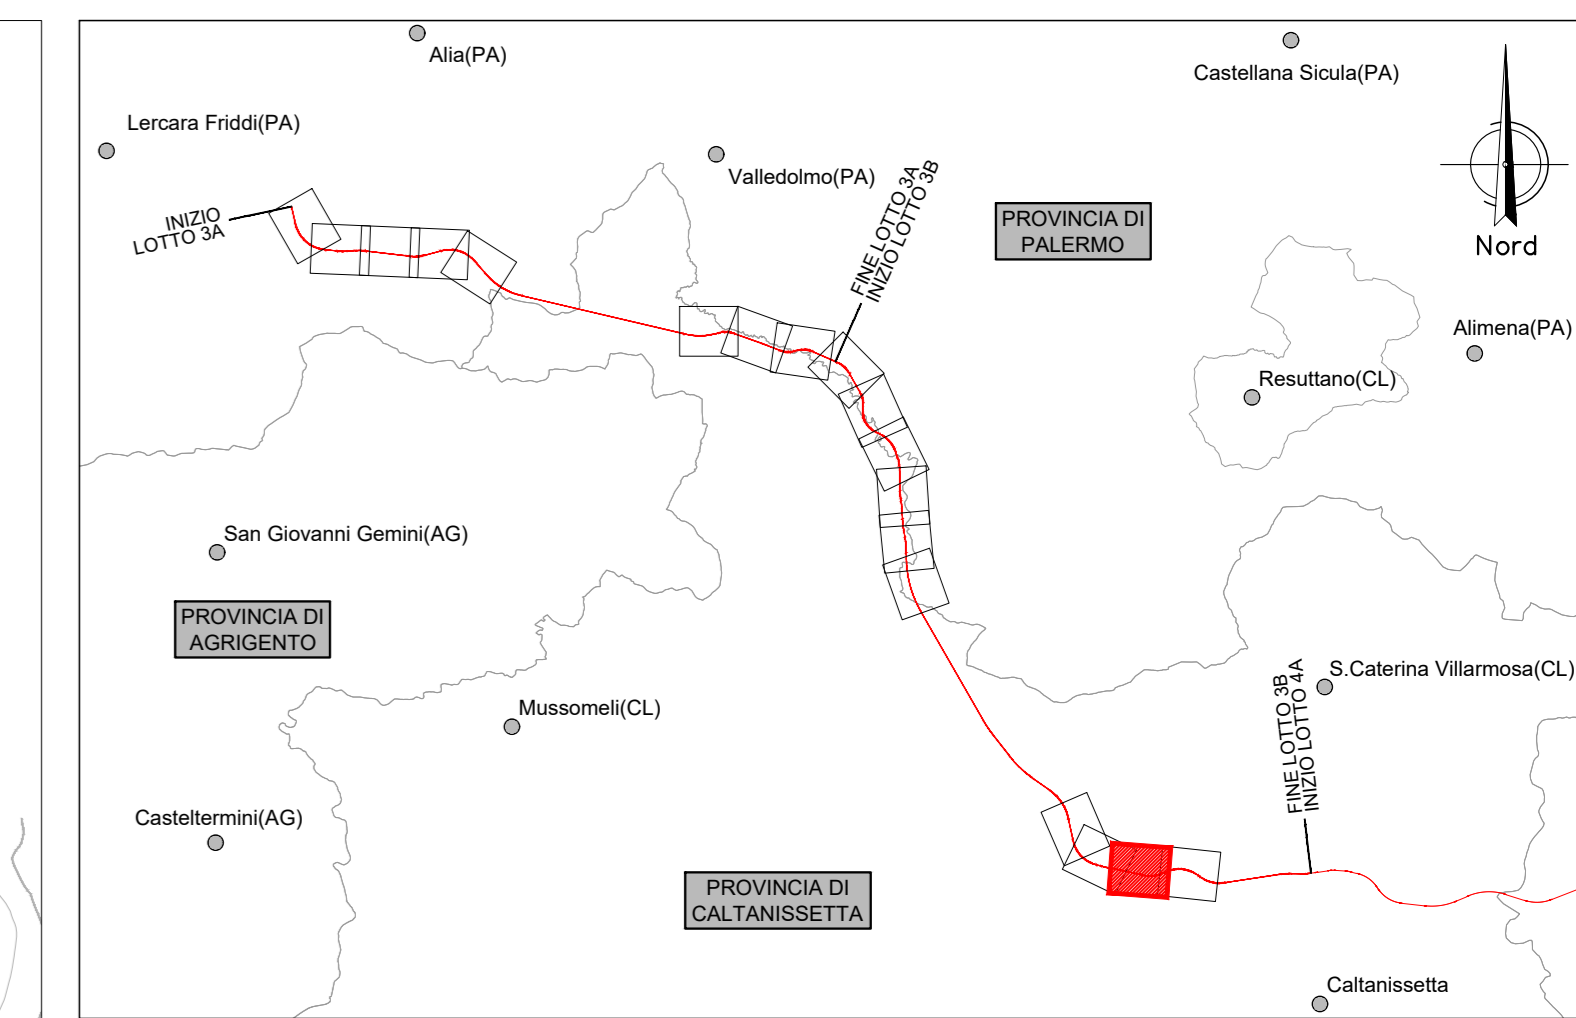 Alia(PA)
Castellana Sicula(PA)
Lercara Friddi(PA)
Valledolmo(PA)
INIZIO
LOTTO 3A
FINE LOTTO 3A
INIZIO LOTTO 3B
PROVINCIA DI
PALERMO
Nord
Alimena(PA)
Resuttano(CL)
San Giovanni Gemini(AG)
PROVINCIA DI
AGRIGENTO
S.Caterina Villarmosa(CL)
Mussomeli(CL)
FINE LOTTO 3B
INIZIO LOTTO 4A
Casteltermini(AG)
PROVINCIA DI
CALTANISSETTA
Caltanissetta